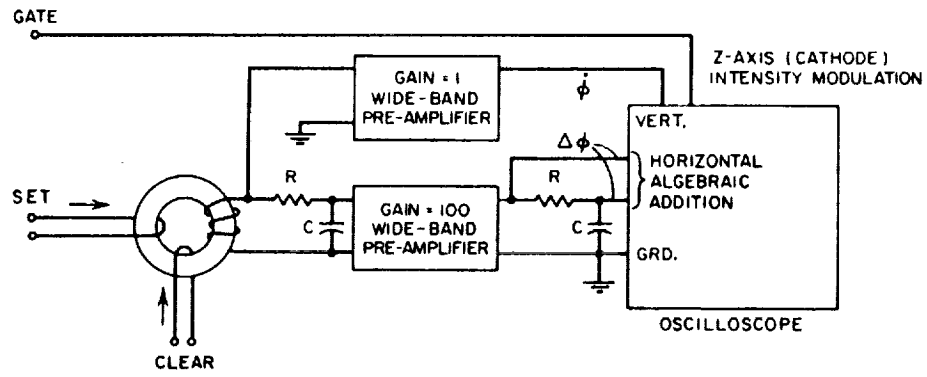 GATE
Z-AXIS (CATHODE)
INTENSITY MODULATION
GAIN = 1
WIDE-BAND
PRE-AMPLIFIER
ϕ̇
VERT.
Δϕ
HORIZONTAL
ALGEBRAIC
ADDITION
R
R
SET
C
GAIN = 100
WIDE-BAND
PRE-AMPLIFIER
C
GRD.
OSCILLOSCOPE
CLEAR